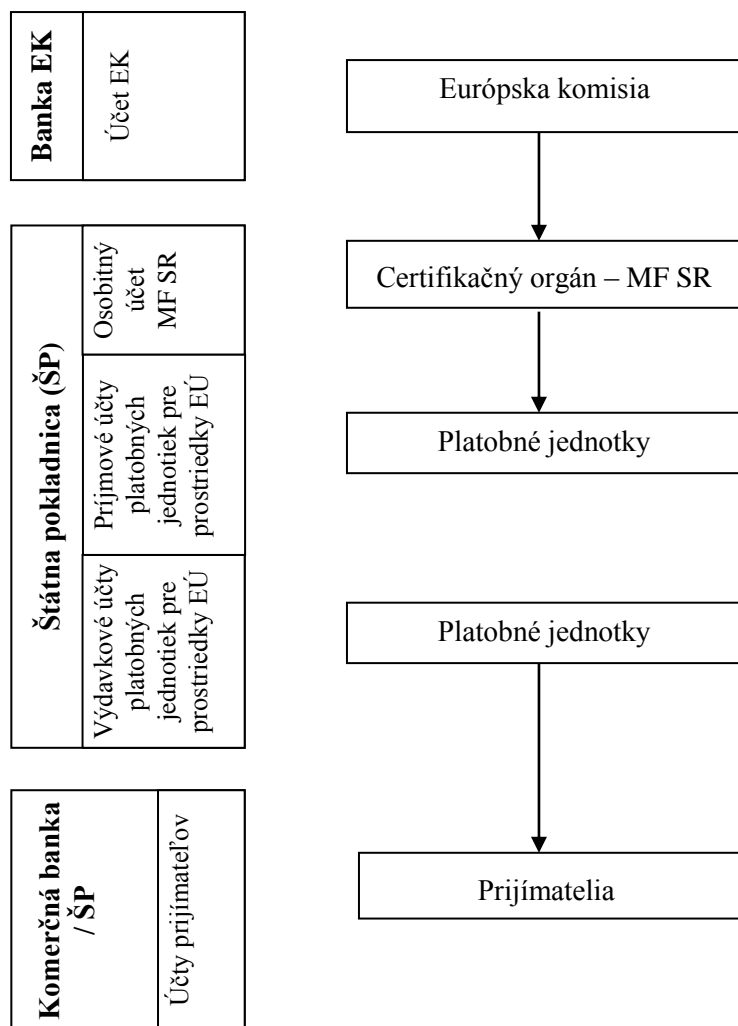 Banka EK
Účet EK
Európska komisia
Štátna pokladnica (ŠP)
Osobitný
účet
MF SR
Certifikačný orgán – MF SR
Príjmové účty
platobných
jednotiek pre
prostriedky EÚ
Platobné jednotky
Výdavkové účty
platobných
jednotiek pre
prostriedky EÚ
Platobné jednotky
Komerčná banka
/ ŠP
Účty prijímateľov
Prijímatelia